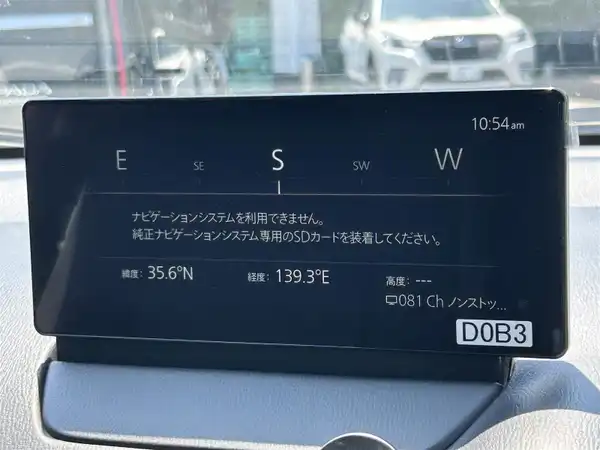 10:54 am
E SE S SW W
ナビゲーションシステムを利用できません。
純正ナビゲーションシステム専用のSDカードを装着してください。
緯度: 35.6°N 経度: 139.3°E 高度: ---
081 Ch ノンストッ...
D0B3